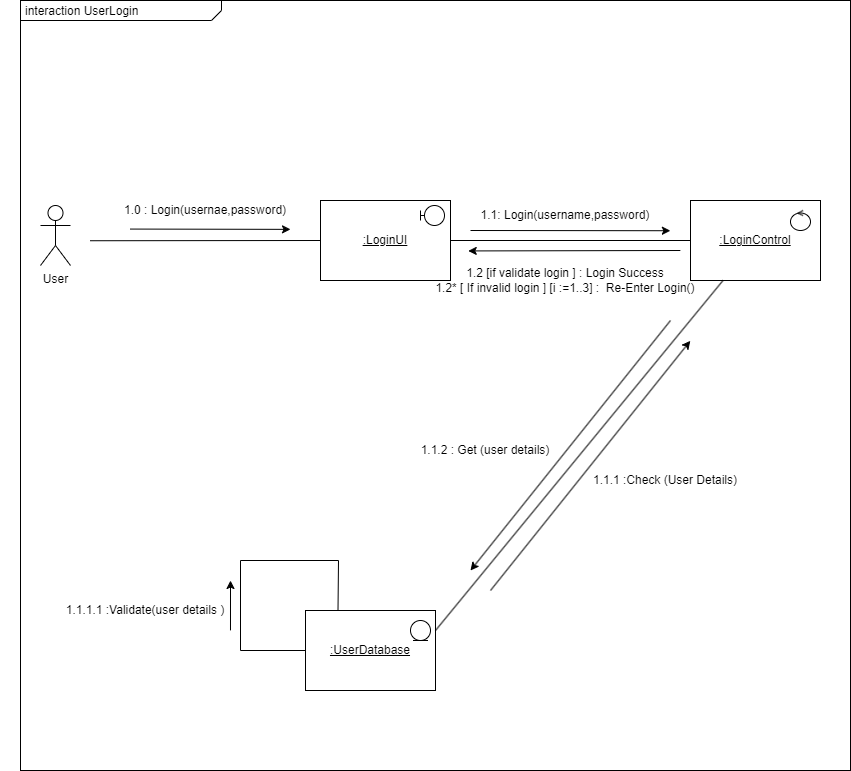 interaction UserLogin
1.0 : Login(usernae,password)
1.1: Login(username,password)
:LoginUI
:LoginControl
User
1.2 [if validate login ] : Login Success
1.2* [ If invalid login ] [i :=1..3] : Re-Enter Login()
1.1.2 : Get (user details)
1.1.1 :Check (User Details)
1.1.1.1 :Validate(user details )
:UserDatabase